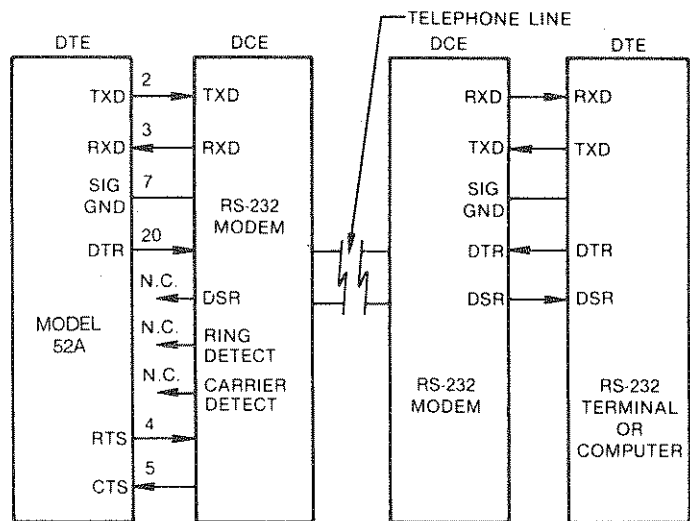 TELEPHONE LINE
DTE
DCE
DCE
DTE
TXD
2
TXD
RXD
RXD
RXD
3
RXD
TXD
TXD
SIG
GND
7
SIG
GND
RS-232
MODEM
DTR
20
DTR
DTR
N.C.
DSR
DSR
DSR
MODEL
52A
N.C.
RING
DETECT
N.C.
CARRIER
DETECT
RS-232
MODEM
RS-232
TERMINAL
OR
COMPUTER
RTS
4
CTS
5